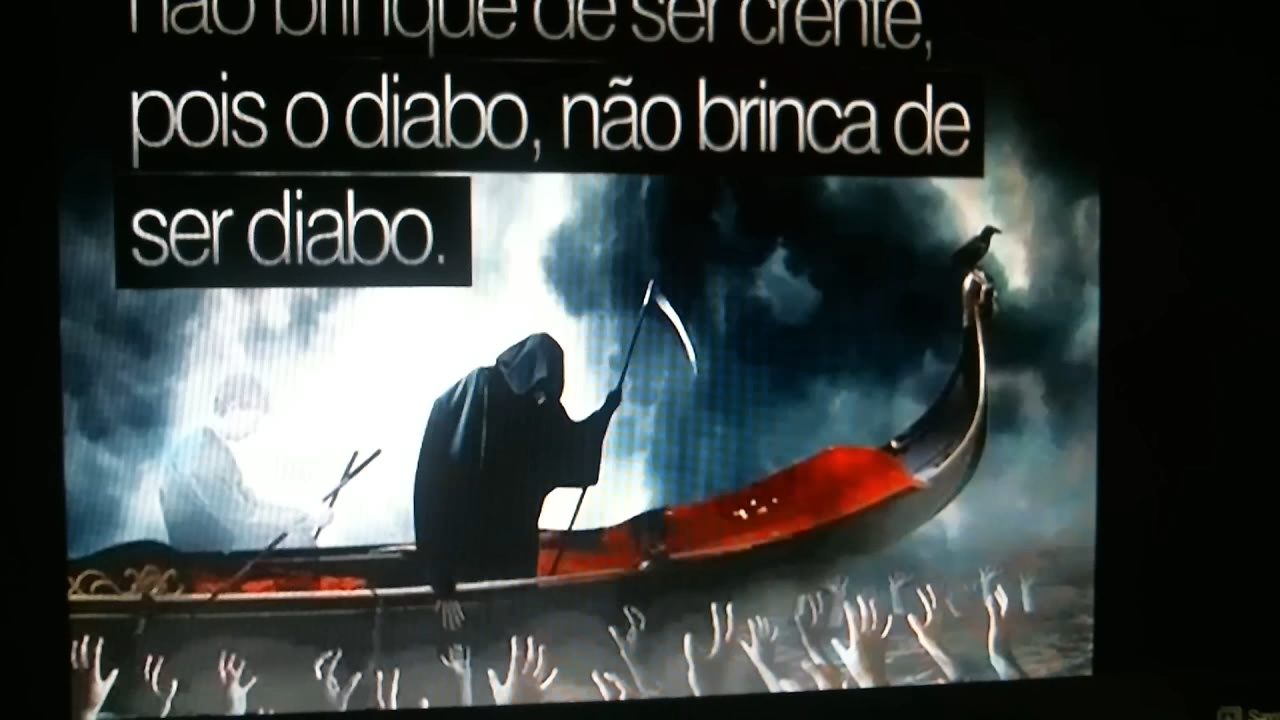 não brinque de ser crente,
pois o diabo, não brinca de
ser diabo.